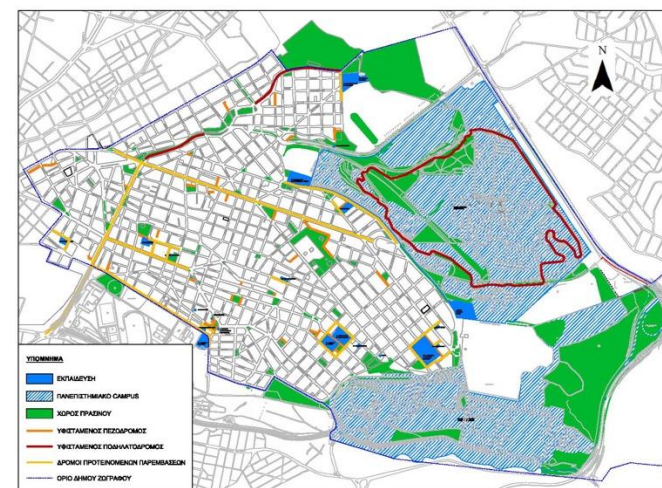 N
ΥΠΟΜΝΗΜΑ
ΕΚΠΑΙΔΕΥΣΗ
ΠΑΝΕΠΙΣΤΗΜΙΑΚΟ CAMPUS
ΧΩΡΟΣ ΠΡΑΣΙΝΟΥ
ΥΦΙΣΤΑΜΕΝΟΣ ΠΕΖΟΔΡΟΜΟΣ
ΥΦΙΣΤΑΜΕΝΟΣ ΠΟΔΗΛΑΤΟΔΡΟΜΟΣ
ΔΡΟΜΟΙ ΠΡΟΤΕΙΝΟΜΕΝΩΝ ΠΑΡΕΜΒΑΣΕΩΝ
ΟΡΙΟ ΔΗΜΟΥ ΖΩΓΡΑΦΟΥ